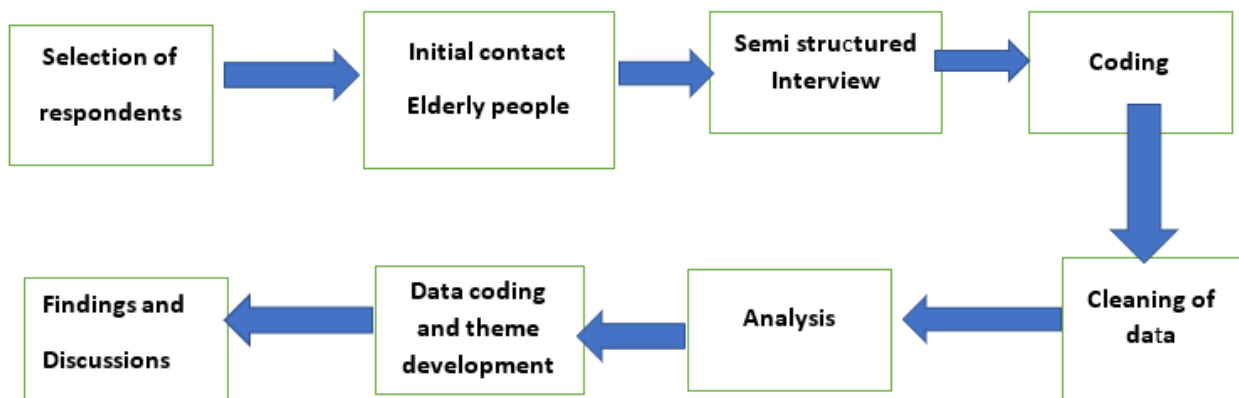 Selection of
respondents
Initial contact
Elderly people
Semi structured
Interview
Coding
Cleaning of
data
Analysis
Data coding
and theme
development
Findings and
Discussions